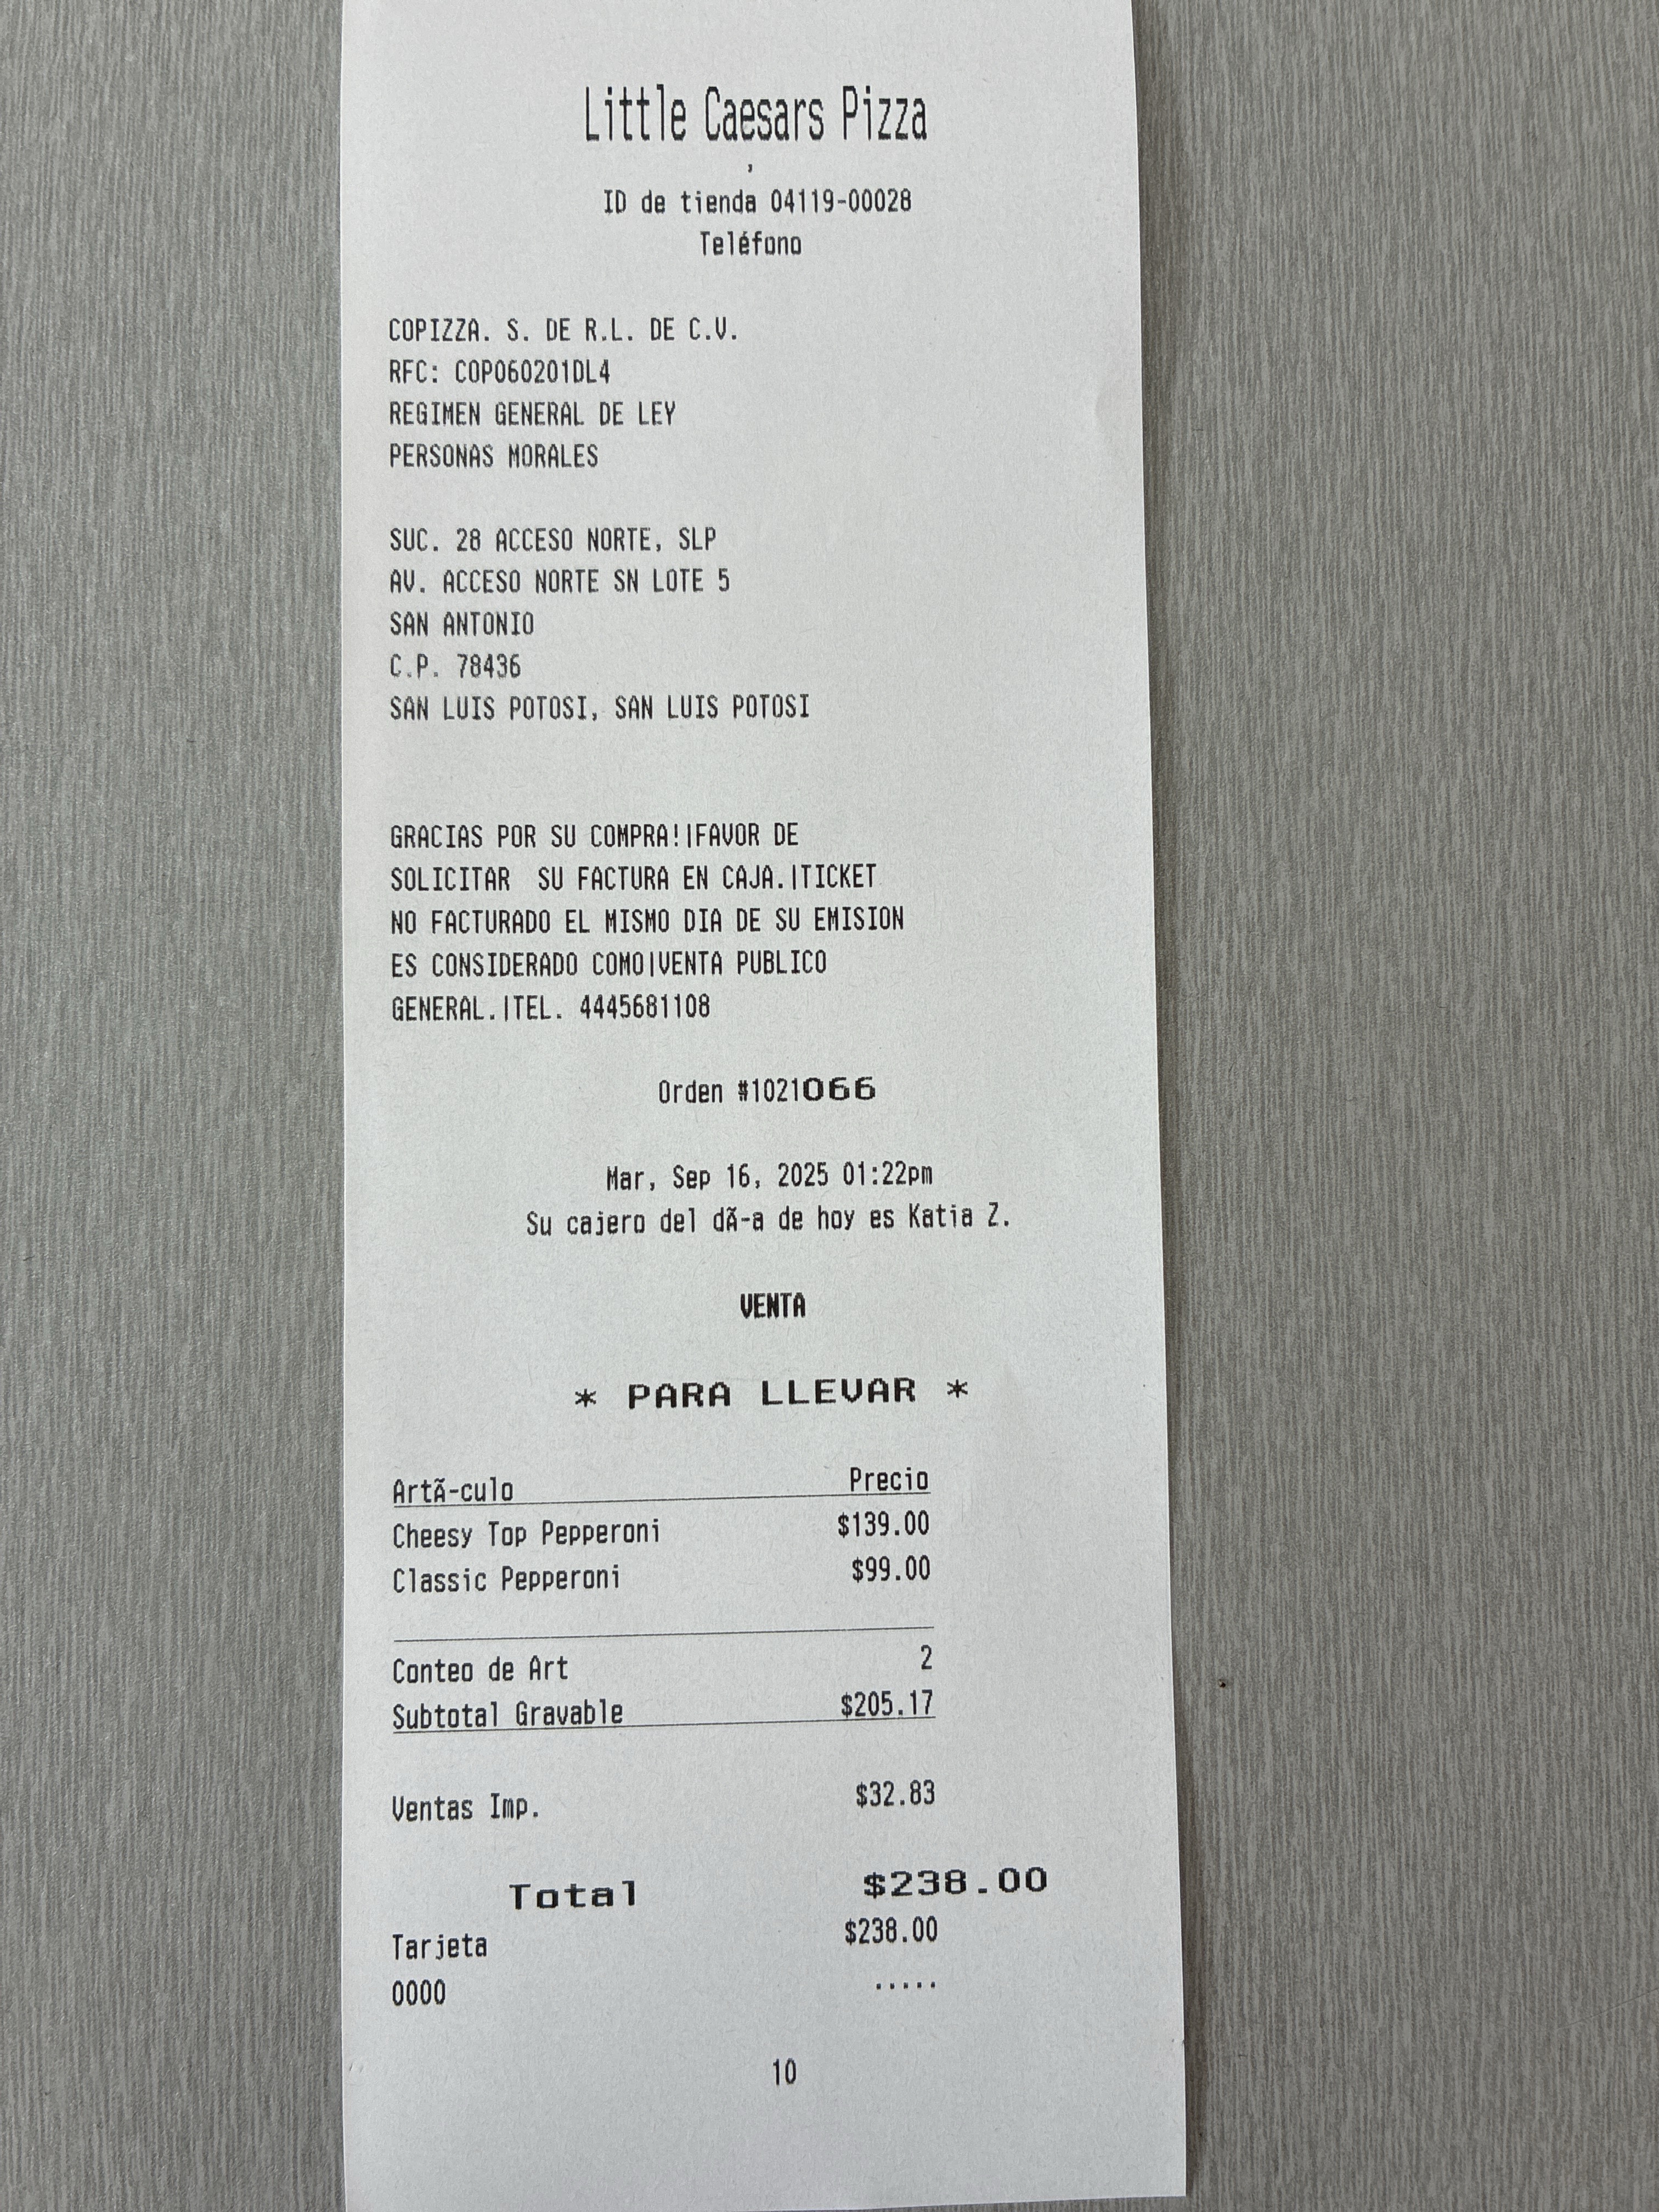 Little Caesars Pizza
,
ID de tienda 04119-00028
Teléfono
COPIZZA. S. DE R.L. DE C.V.
RFC: COP060201DL4
REGIMEN GENERAL DE LEY
PERSONAS MORALES
SUC. 28 ACCESO NORTE, SLP
AV. ACCESO NORTE SN LOTE 5
SAN ANTONIO
C.P. 78436
SAN LUIS POTOSI, SAN LUIS POTOSI
GRACIAS POR SU COMPRA!|FAVOR DE
SOLICITAR  SU FACTURA EN CAJA.|TICKET
NO FACTURADO EL MISMO DIA DE SU EMISION
ES CONSIDERADO COMO|VENTA PUBLICO
GENERAL.|TEL. 4445681108
Orden #1021066
Mar, Sep 16, 2025 01:22pm
Su cajero del dÃ-a de hoy es Katia Z.
VENTA
* PARA LLEVAR *
ArtÃ-culo Precio
Cheesy Top Pepperoni $139.00
Classic Pepperoni $99.00
Conteo de Art 2
Subtotal Gravable $205.17
Ventas Imp. $32.83
Total $238.00
Tarjeta $238.00
0000 .....
10